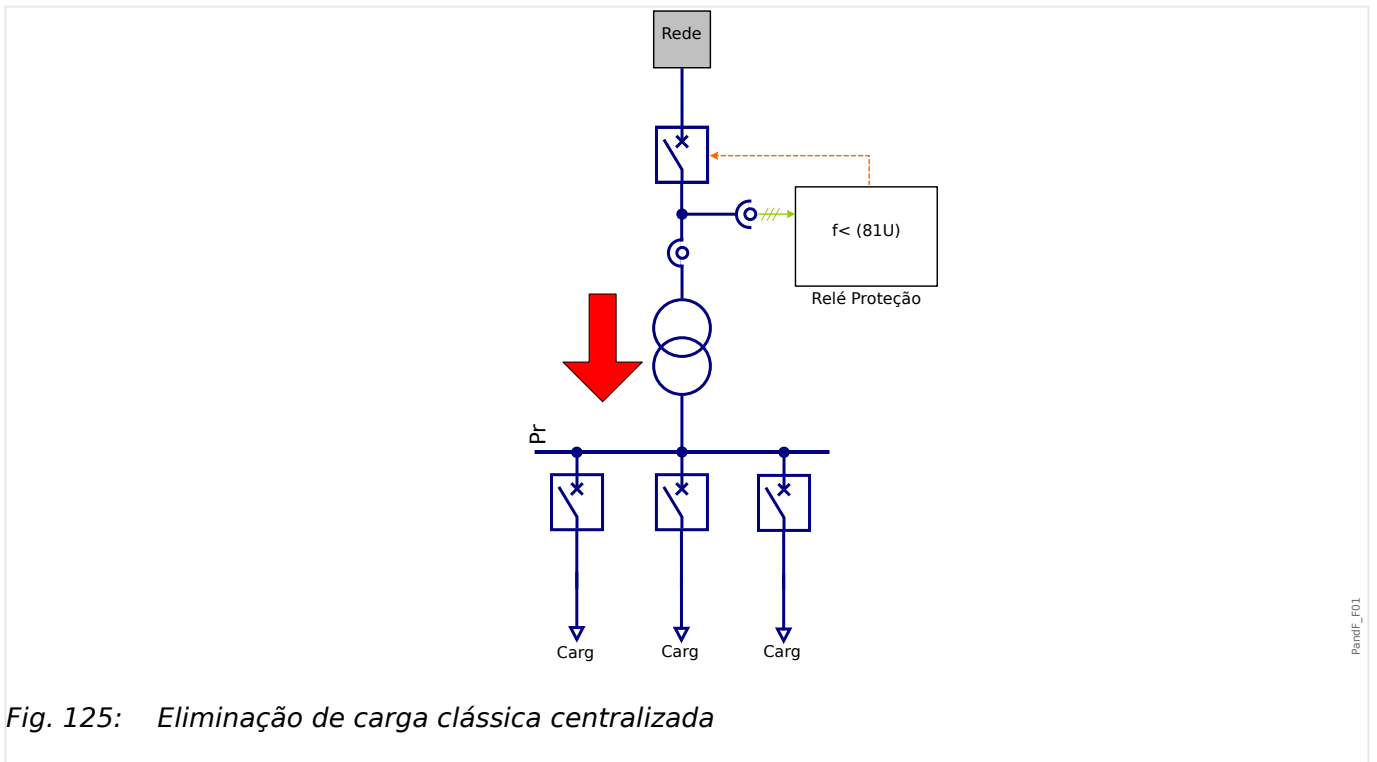 Rede
f< (81U)
Relé Proteção
Pr
Carg
Carg
Carg
PandF_F01
Fig. 125: Eliminação de carga clássica centralizada